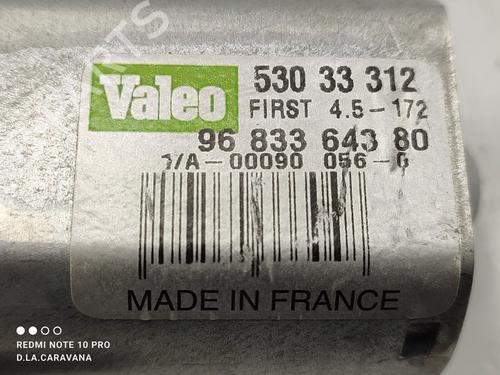 Valeo
530 33 312
FIRST 4.5-172
96 833 643 80
1/A-00090 056-G
MADE IN FRANCE
REDMI NOTE 10 PRO
D.LA.CARAVANA